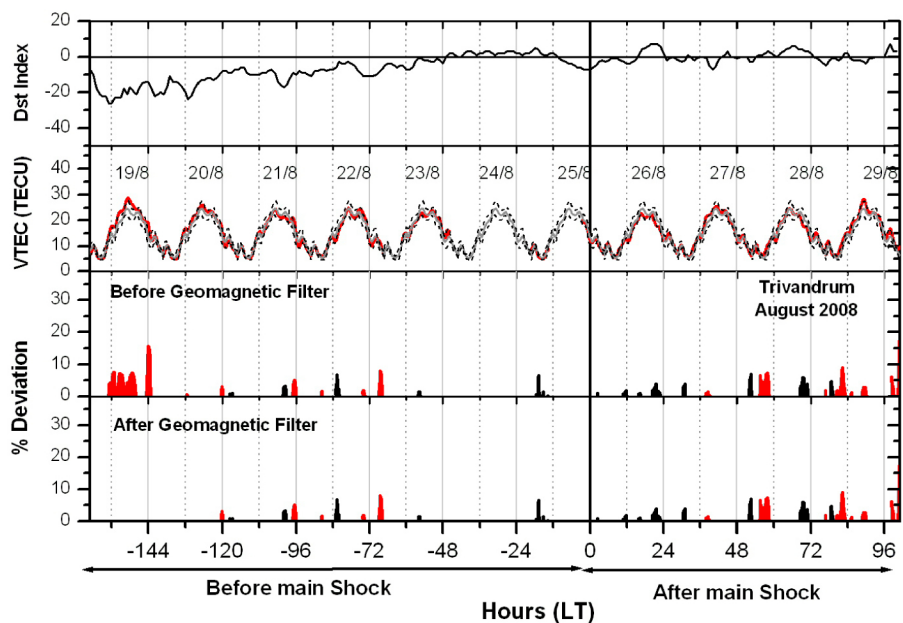 Dst Index
20
0
-20
-40
VTEC (TECU)
40
30
20
10
0
19/8 20/8 21/8 22/8 23/8 24/8 25/8 26/8 27/8 28/8 29/8
% Deviation
30
20
10
0
Before Geomagnetic Filter
Trivandrum
August 2008
30
20
10
0
After Geomagnetic Filter
-144 -120 -96 -72 -48 -24 0 24 48 72 96
Before main Shock
After main Shock
Hours (LT)